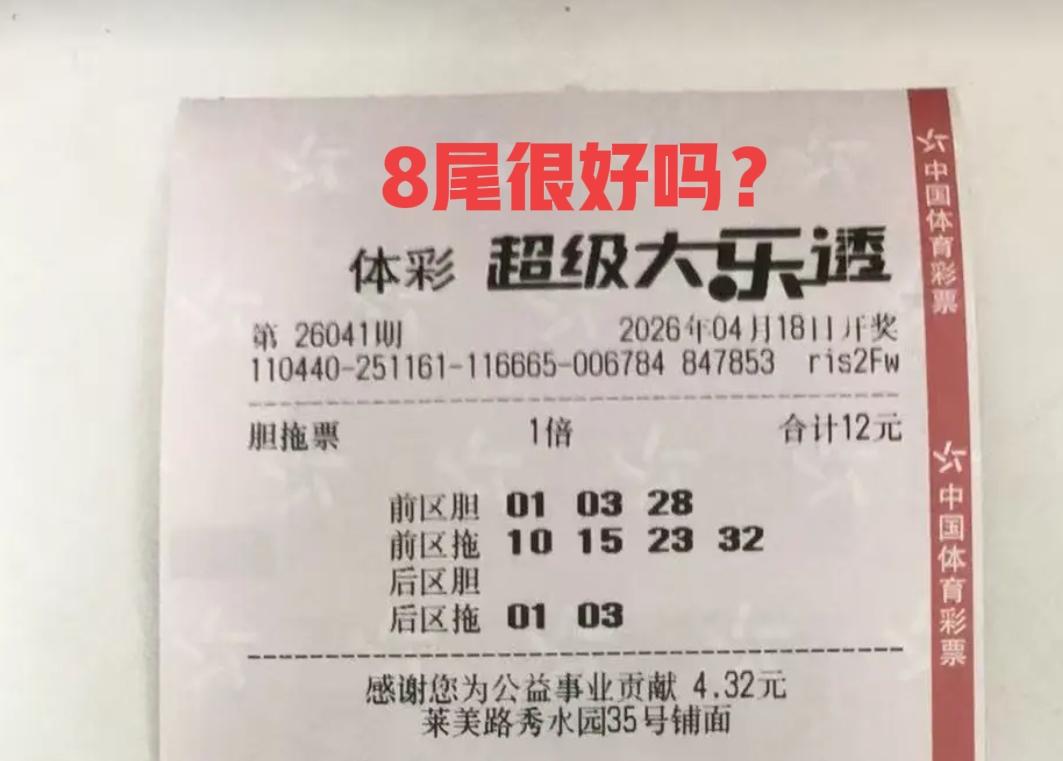 8尾很好吗？
体彩 超级大乐透
第 26041期 2026年04月18日开奖
110440-251161-116665-006784 847853 ris2Fw
胆拖票 1倍 合计12元
前区胆 01 03 28
前区拖 10 15 23 32
后区胆
后区拖 01 03
感谢您为公益事业贡献 4.32元
莱美路秀水园35号铺面
中国体育彩票
中国体育彩票